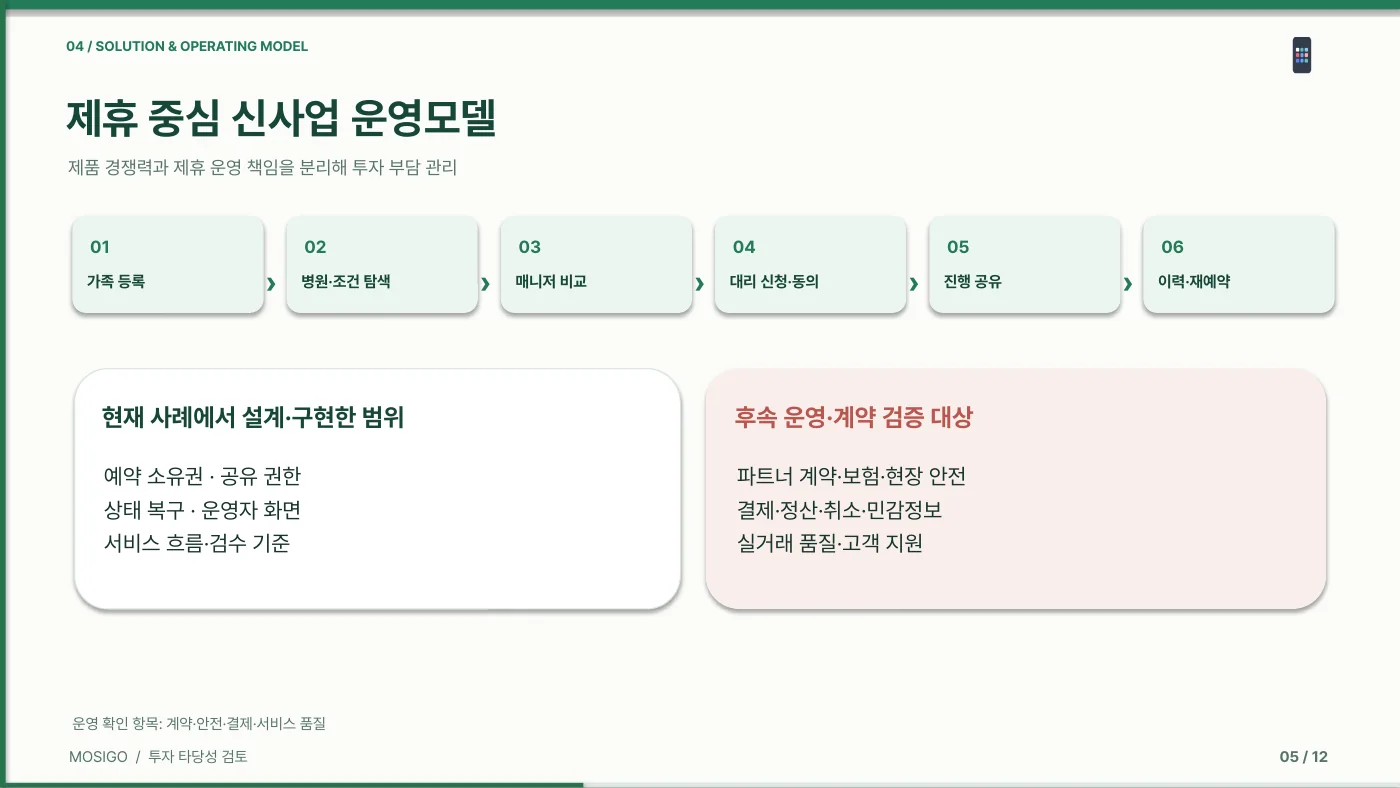 04 / SOLUTION & OPERATING MODEL
제휴 중심 신사업 운영모델
제품 경쟁력과 제휴 운영 책임을 분리해 투자 부담 관리
01
가족 등록
›
02
병원·조건 탐색
›
03
매니저 비교
›
04
대리 신청·동의
›
05
진행 공유
›
06
이력·재예약
현재 사례에서 설계·구현한 범위
예약 소유권 · 공유 권한
상태 복구 · 운영자 화면
서비스 흐름·검수 기준
후속 운영·계약 검증 대상
파트너 계약·보험·현장 안전
결제·정산·취소·민감정보
실거래 품질·고객 지원
운영 확인 항목: 계약·안전·결제·서비스 품질
MOSIGO / 투자 타당성 검토
05 / 12